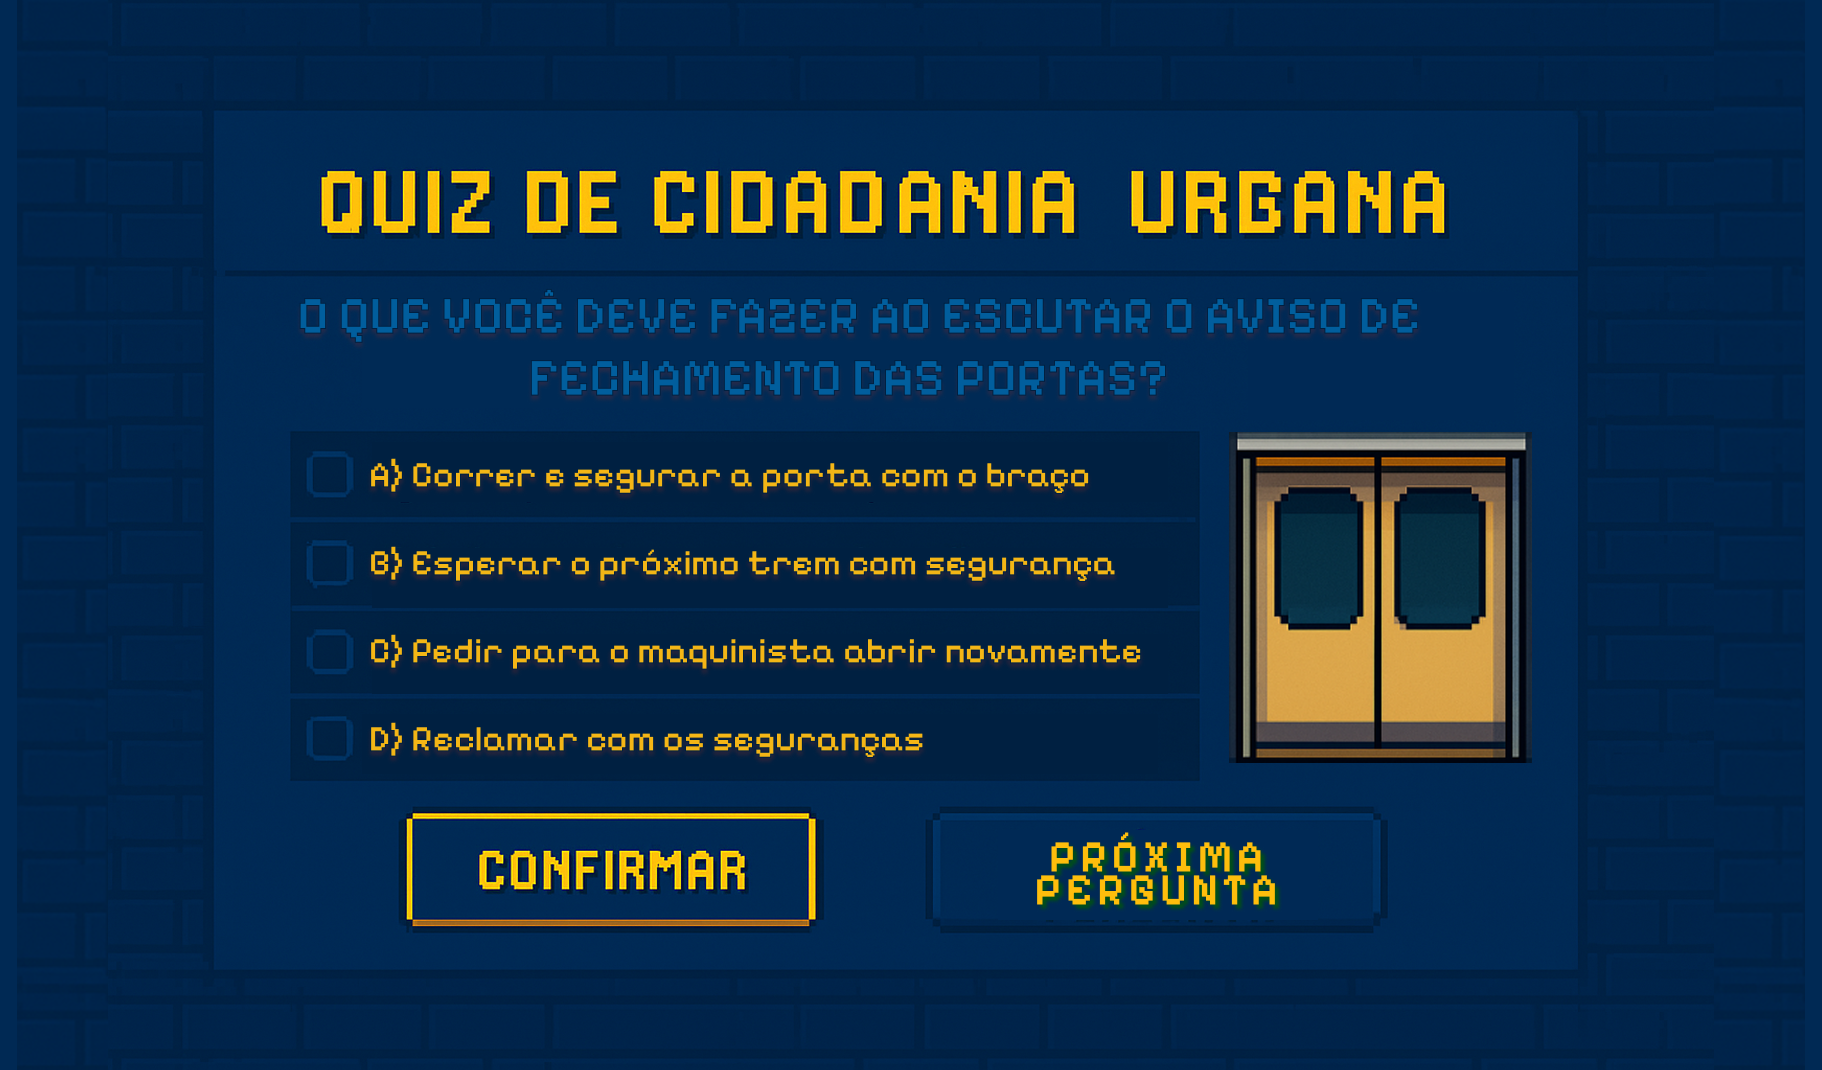 QUIZ DE CIDADANIA URGANA
O QUE VOCÊ DEVE FAZER AO ESCUTAR O AVISO DE
FECHAMENTO DAS PORTAS?
A) Correr e segurar a porta com o braço
B) Esperar o próximo trem com segurança
C) Pedir para o maquinista abrir novamente
D) Reclamar com os seguranças
CONFIRMAR
PRÓXIMA
PERGUNTA